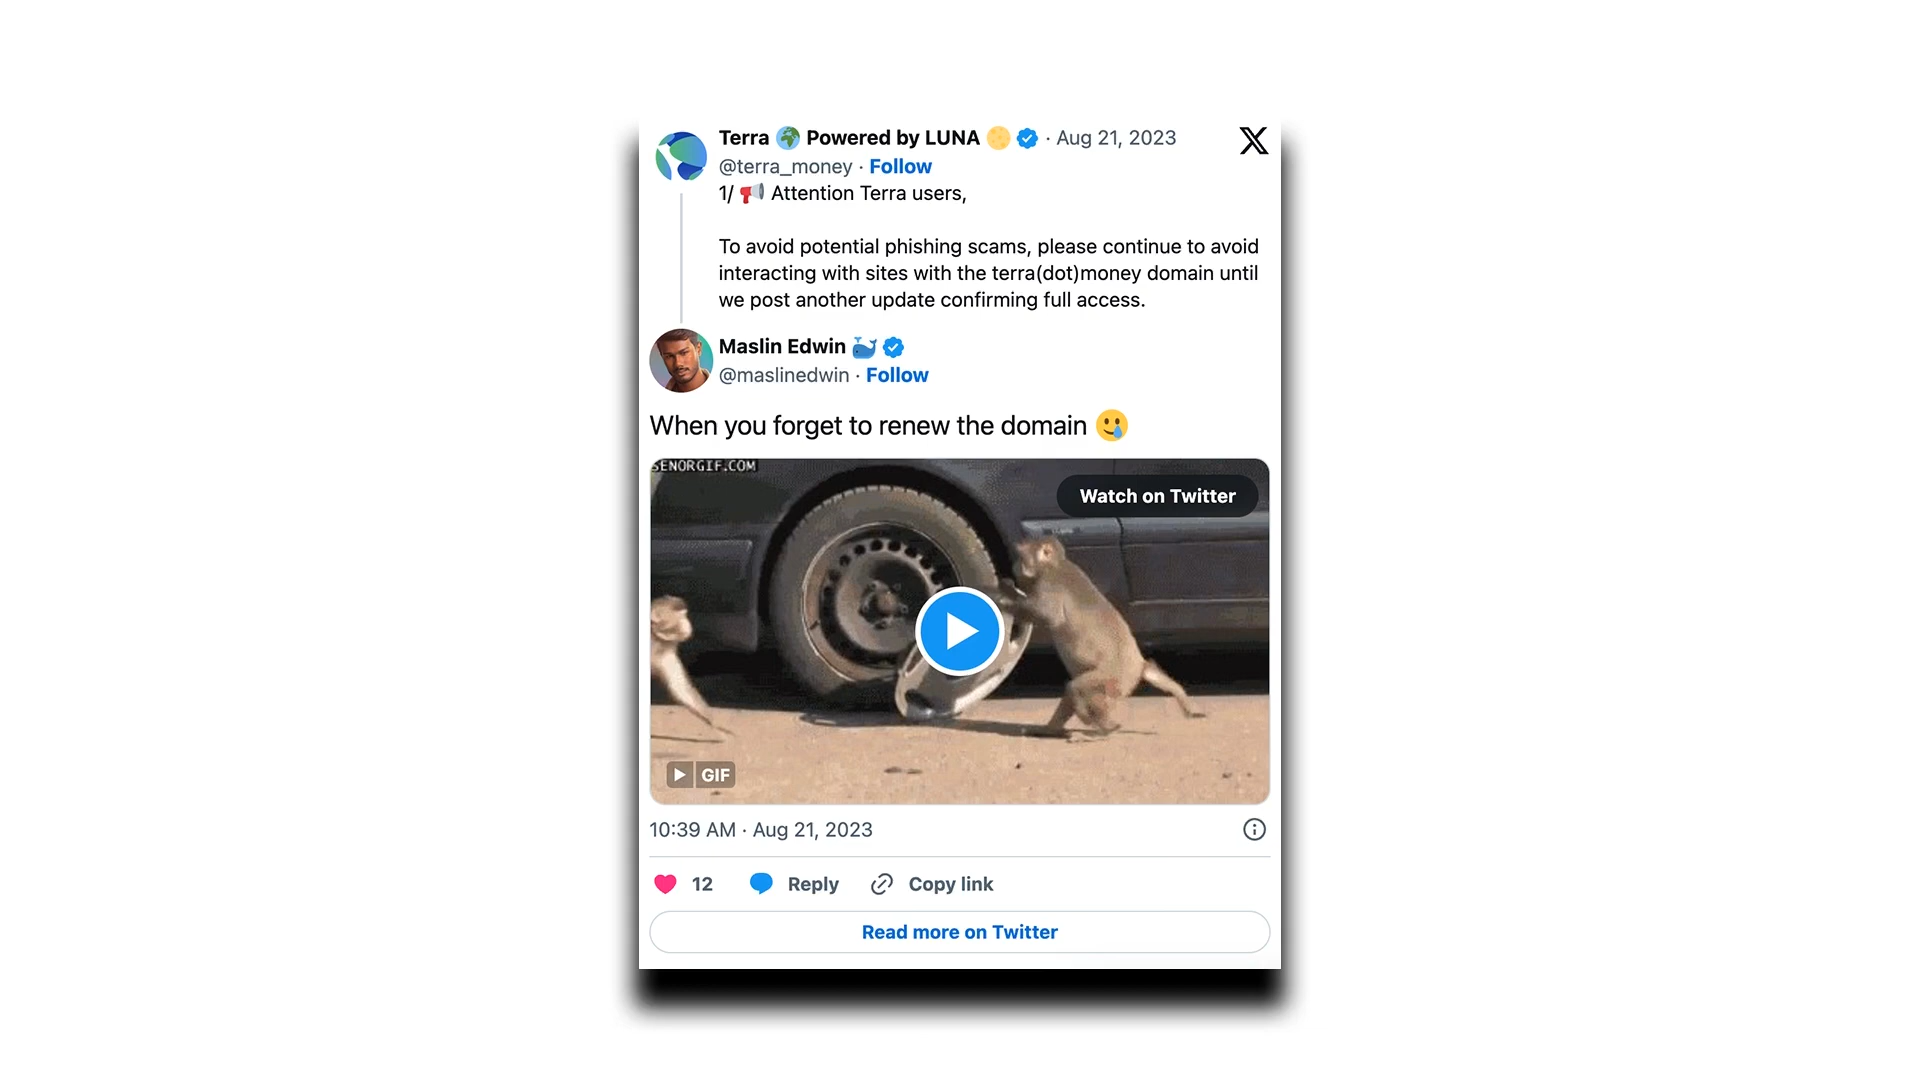 Terra 🌍 Powered by LUNA 🌕 · Aug 21, 2023
@terra_money · Follow
1/ 📢 Attention Terra users,
To avoid potential phishing scams, please continue to avoid
interacting with sites with the terra(dot)money domain until
we post another update confirming full access.
Maslin Edwin 🐳
@maslinedwin · Follow
When you forget to renew the domain 🥲
SENORGIF.COM
Watch on Twitter
GIF
10:39 AM · Aug 21, 2023
12 Reply Copy link
Read more on Twitter